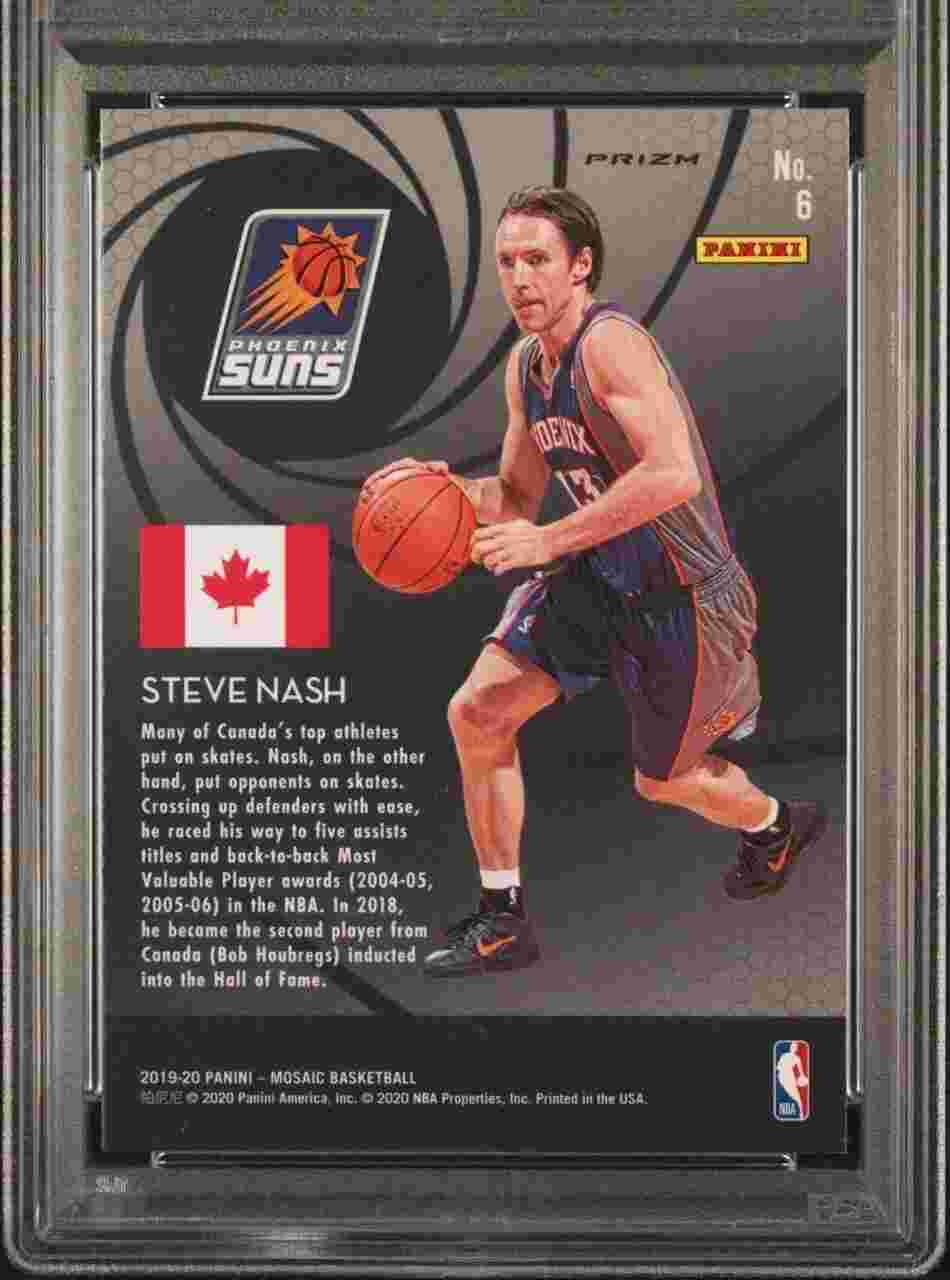 PRIZM
No.
6
PANINI
PHOENIX
SUNS
13
STEVE NASH
Many of Canada's top athletes
put on skates. Nash, on the other
hand, put opponents on skates.
Crossing up defenders with ease,
he raced his way to five assists
titles and back-to-back Most
Valuable Player awards (2004-05,
2005-06) in the NBA. In 2018,
he became the second player from
Canada (Bob Houbregs) inducted
into the Hall of Fame.
2019-20 PANINI – MOSAIC BASKETBALL
© 2020 Panini America, Inc. © 2020 NBA Properties, Inc. Printed in the USA.
NBA
PSA